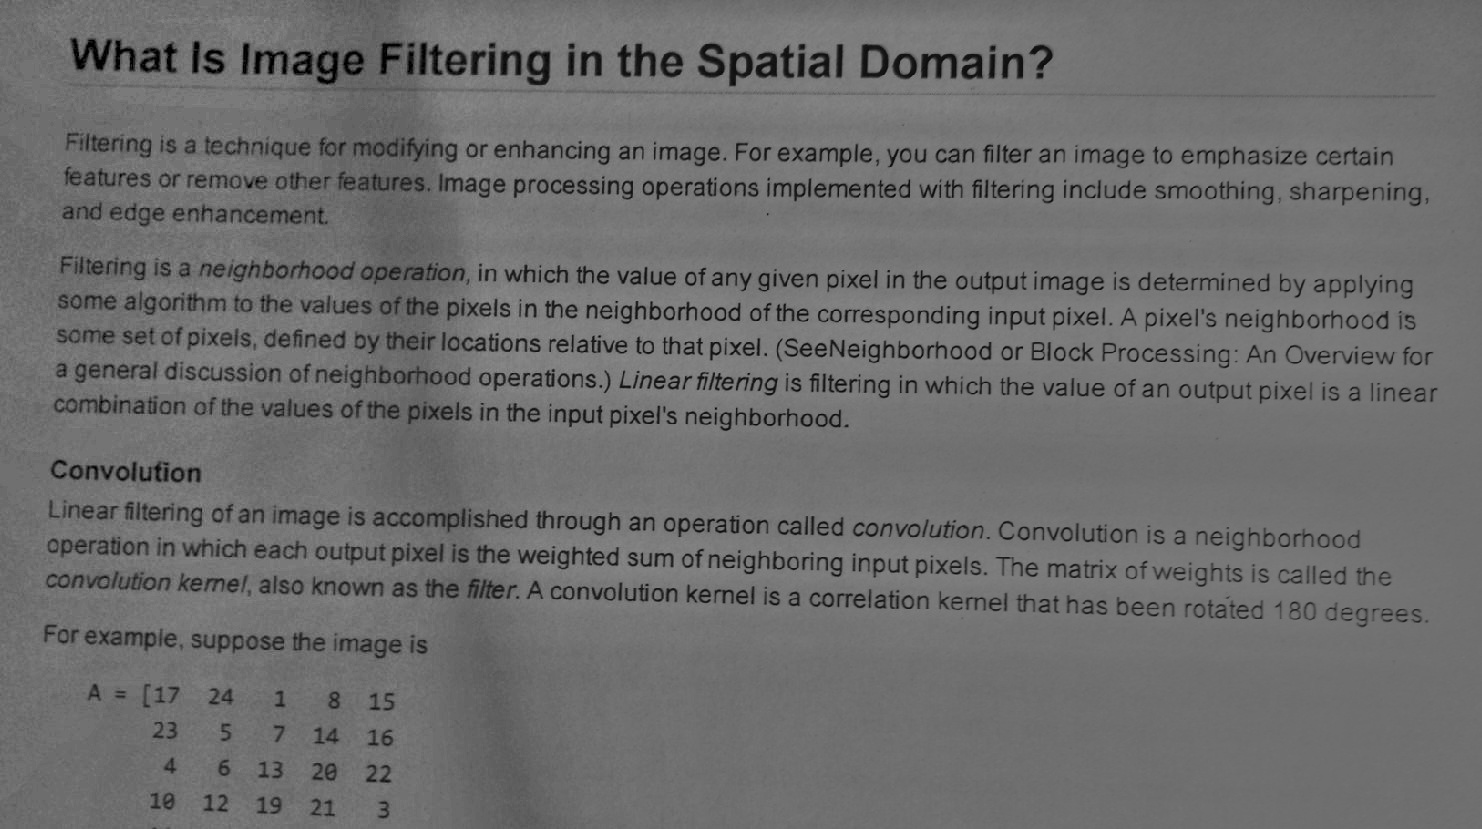 What Is Image Filtering in the Spatial Domain?
Filtering is a technique for modifying or enhancing an image. For example, you can filter an image to emphasize certain
features or remove other features. Image processing operations implemented with filtering include smoothing, sharpening,
and edge enhancement.
Filtering is a neighborhood operation, in which the value of any given pixel in the output image is determined by applying
some algorithm to the values of the pixels in the neighborhood of the corresponding input pixel. A pixel's neighborhood is
some set of pixels, defined by their locations relative to that pixel. (SeeNeighborhood or Block Processing: An Overview for
a general discussion of neighborhood operations.) Linear filtering is filtering in which the value of an output pixel is a linear
combination of the values of the pixels in the input pixel's neighborhood.
Convolution
Linear filtering of an image is accomplished through an operation called convolution. Convolution is a neighborhood
operation in which each output pixel is the weighted sum of neighboring input pixels. The matrix of weights is called the
convolution kernel, also known as the filter. A convolution kernel is a correlation kernel that has been rotated 180 degrees.
For example, suppose the image is
A = [17 24 1 8 15
23 5 7 14 16
4 6 13 20 22
10 12 19 21 3